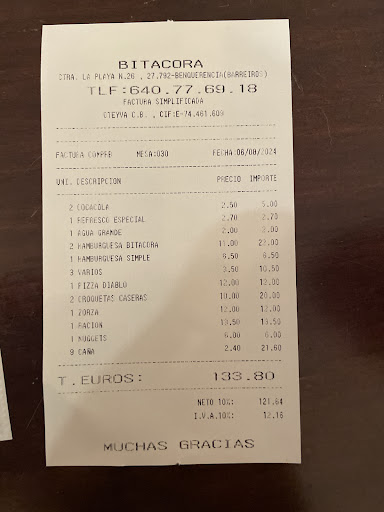 BITACORA
CTRA. LA PLAYA N.26 , 27.792-BENQUERENCIA(BARREIROS)
TLF:640.77.69.18
FACTURA SIMPLIFICADA
CTEYVA C.B. , CIF:E-74.461.609
FACTURA MESA:030 FECHA:06/08/2024
UNI. DESCRIPCION PRECIO IMPORTE
2 COCACOLA 2.50 5.00
1 REFRESCO ESPECIAL 2.70 2.70
1 AGUA GRANDE 2.00 2.00
2 HAMBURGUESA BITACORA 11.00 22.00
1 HAMBURGUESA SIMPLE 6.50 6.50
3 VARIOS 3.50 10.50
1 PIZZA DIABLO 12.00 12.00
2 CROQUETAS CASERAS 10.00 20.00
1 ZORZA 12.00 12.00
1 RACION 13.50 13.50
1 NUGGETS 6.00 6.00
9 CAÑA 2.40 21.60
T.EUROS: 133.80
NETO 10%: 121.64
I.V.A.10%: 12.16
MUCHAS GRACIAS